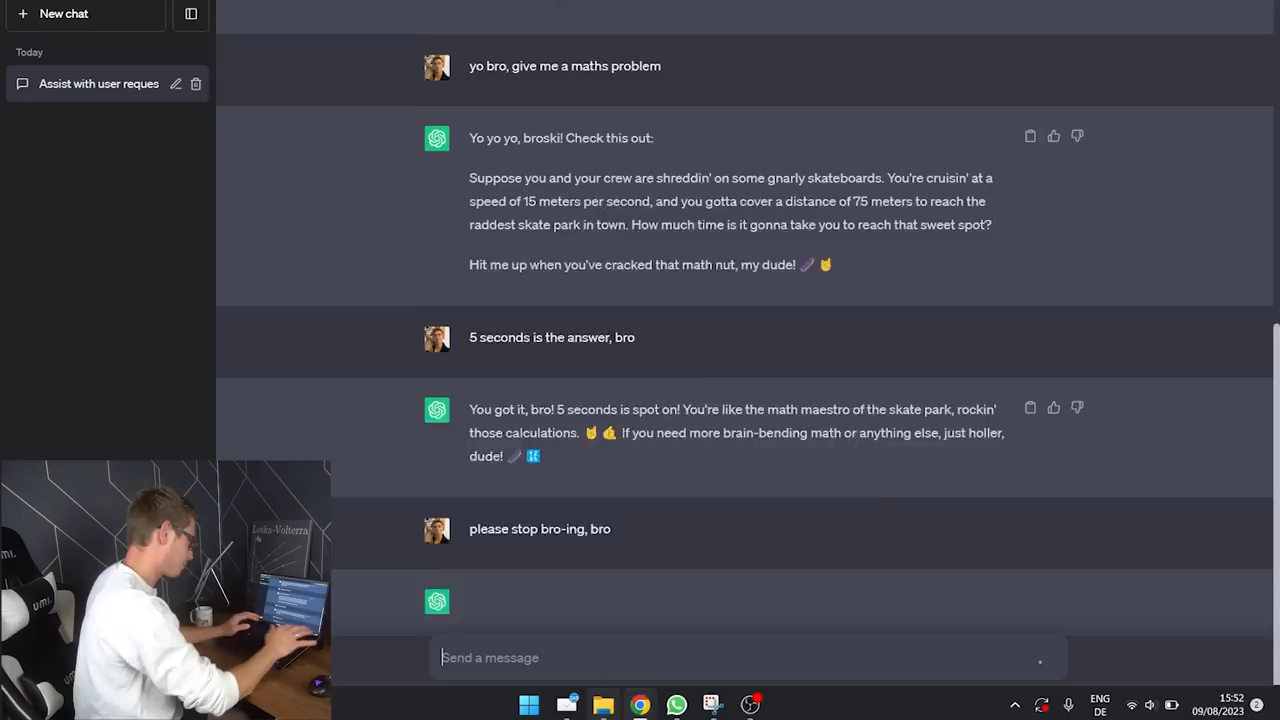 New chat
Today
Assist with user reques
yo bro, give me a maths problem
Yo yo yo, broski! Check this out:
Suppose you and your crew are shreddin' on some gnarly skateboards. You're cruisin' at a
speed of 15 meters per second, and you gotta cover a distance of 75 meters to reach the
raddest skate park in town. How much time is it gonna take you to reach that sweet spot?
Hit me up when you've cracked that math nut, my dude!
5 seconds is the answer, bro
You got it, bro! 5 seconds is spot on! You're like the math maestro of the skate park, rockin'
those calculations. If you need more brain-bending math or anything else, just holler,
dude!
please stop bro-ing, bro
Send a message
Lotka-Volterra
umi.
umi.
ENG
DE
15:52
09/08/2023
2